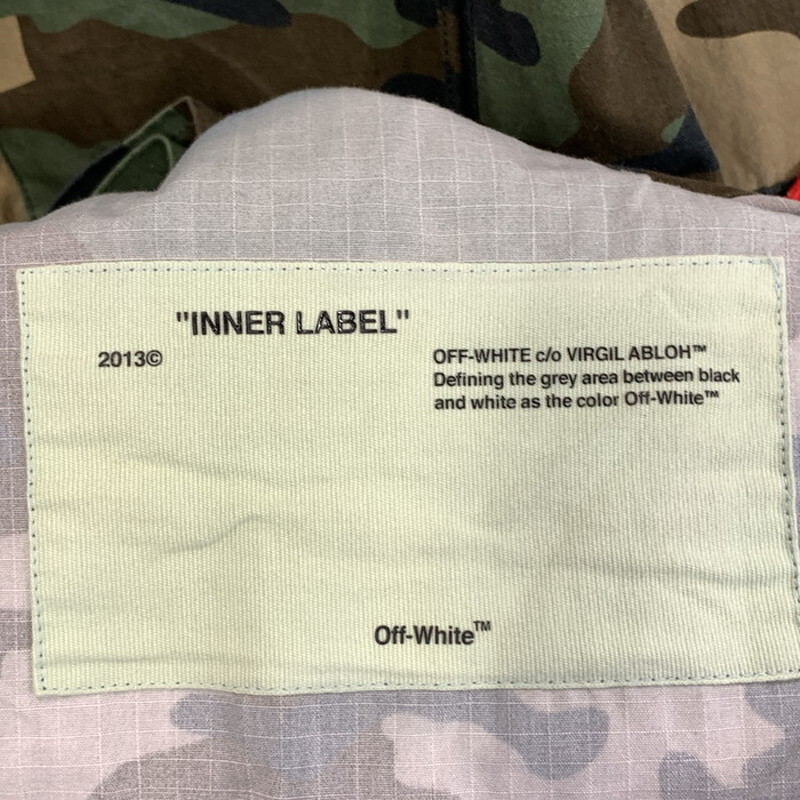 "INNER LABEL"
2013©
OFF-WHITE c/o VIRGIL ABLOH™
Defining the grey area between black
and white as the color Off-White™
Off-White™